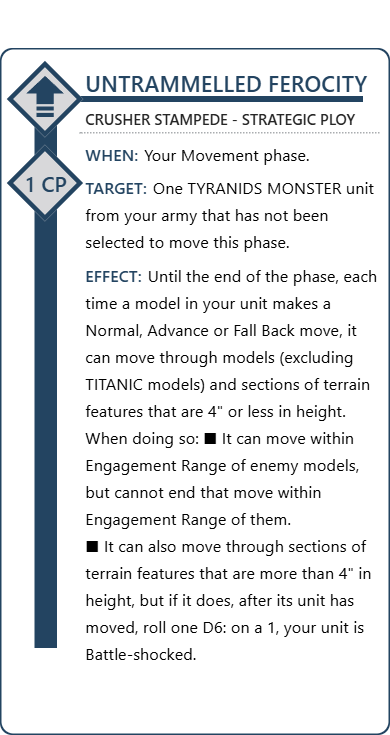 UNTRAMMELLED FEROCITY
CRUSHER STAMPEDE - STRATEGIC PLOY
1 CP
WHEN: Your Movement phase.
TARGET: One TYRANIDS MONSTER unit
from your army that has not been
selected to move this phase.
EFFECT: Until the end of the phase, each
time a model in your unit makes a
Normal, Advance or Fall Back move, it
can move through models (excluding
TITANIC models) and sections of terrain
features that are 4" or less in height.
When doing so: ■ It can move within
Engagement Range of enemy models,
but cannot end that move within
Engagement Range of them.
■ It can also move through sections of
terrain features that are more than 4" in
height, but if it does, after its unit has
moved, roll one D6: on a 1, your unit is
Battle-shocked.